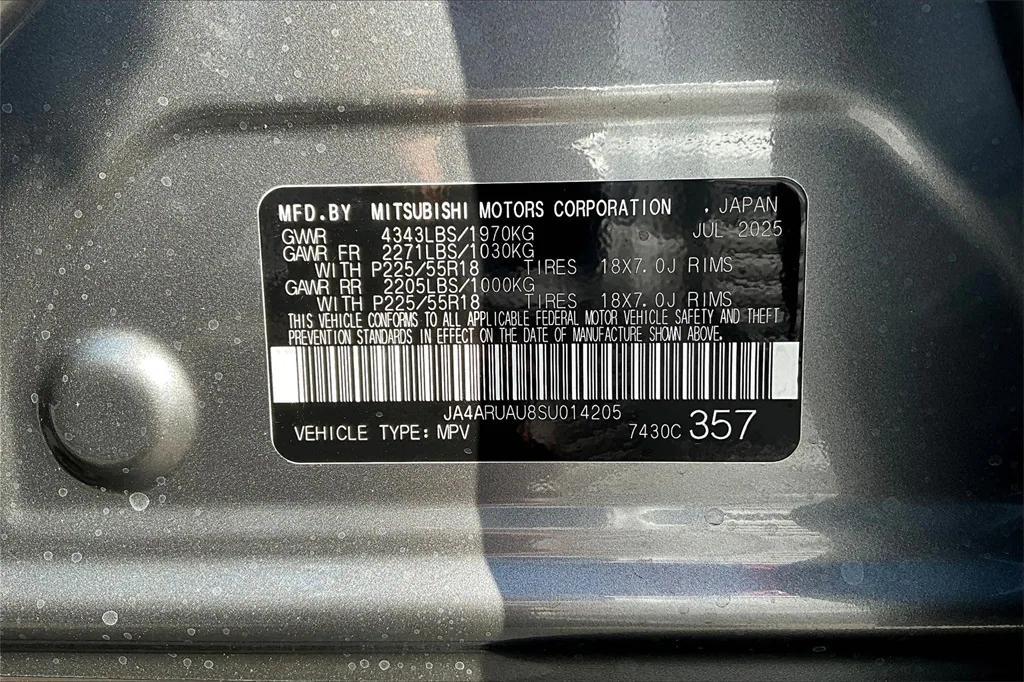 MFD.BY MITSUBISHI MOTORS CORPORATION , JAPAN
GVWR 4343LBS/1970KG JUL 2025
GAWR FR 2271LBS/1030KG
WITH P225/55R18 TIRES 18X7.0J RIMS
GAWR RR 2205LBS/1000KG
WITH P225/55R18 TIRES 18X7.0J RIMS
THIS VEHICLE CONFORMS TO ALL APPLICABLE FEDERAL MOTOR VEHICLE SAFETY AND THEFT
PREVENTION STANDARDS IN EFFECT ON THE DATE OF MANUFACTURE SHOWN ABOVE.
JA4ARUAU8SU014205
VEHICLE TYPE: MPV 7430C 357